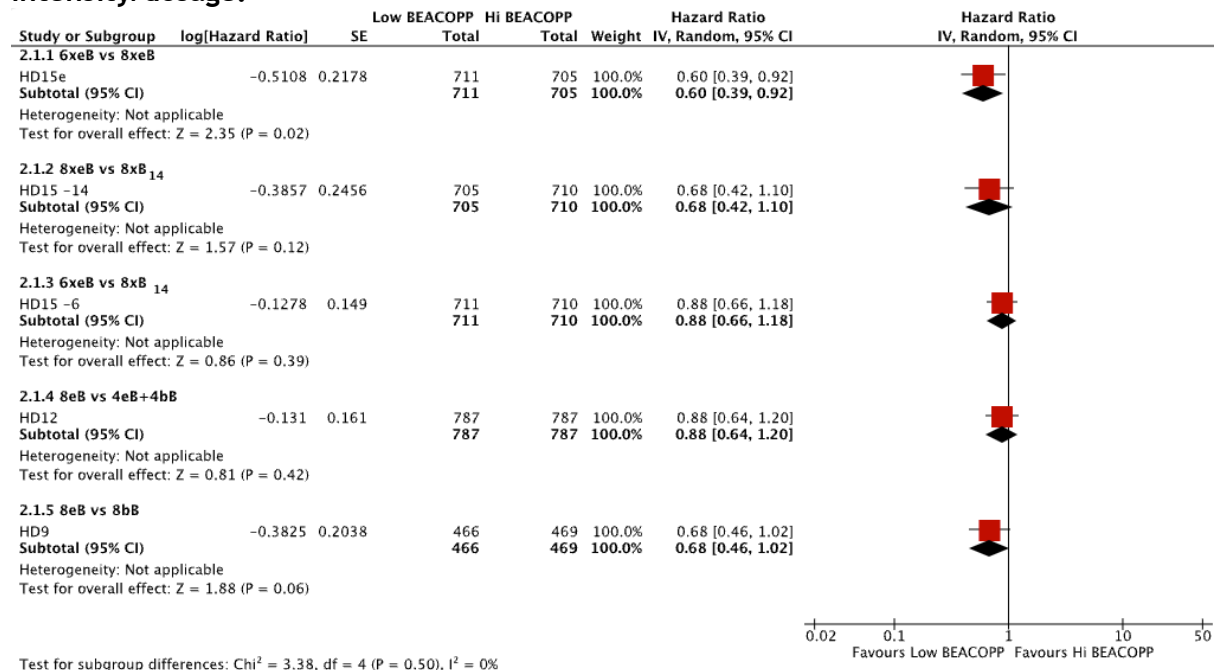 intensity/dosage.
Low BEACOPP Hi BEACOPP Hazard Ratio Hazard Ratio
Study or Subgroup log[Hazard Ratio] SE Total Total Weight IV, Random, 95% CI IV, Random, 95% CI
2.1.1 6xeB vs 8xeB
HD15e −0.5108 0.2178 711 705 100.0% 0.60 [0.39, 0.92]
Subtotal (95% CI) 711 705 100.0% 0.60 [0.39, 0.92]
Heterogeneity: Not applicable
Test for overall effect: Z = 2.35 (P = 0.02)
2.1.2 8xeB vs 8xB14
HD15 −14 −0.3857 0.2456 705 710 100.0% 0.68 [0.42, 1.10]
Subtotal (95% CI) 705 710 100.0% 0.68 [0.42, 1.10]
Heterogeneity: Not applicable
Test for overall effect: Z = 1.57 (P = 0.12)
2.1.3 6xeB vs 8xB 14
HD15 −6 −0.1278 0.149 711 710 100.0% 0.88 [0.66, 1.18]
Subtotal (95% CI) 711 710 100.0% 0.88 [0.66, 1.18]
Heterogeneity: Not applicable
Test for overall effect: Z = 0.86 (P = 0.39)
2.1.4 8eB vs 4eB+4bB
HD12 −0.131 0.161 787 787 100.0% 0.88 [0.64, 1.20]
Subtotal (95% CI) 787 787 100.0% 0.88 [0.64, 1.20]
Heterogeneity: Not applicable
Test for overall effect: Z = 0.81 (P = 0.42)
2.1.5 8eB vs 8bB
HD9 −0.3825 0.2038 466 469 100.0% 0.68 [0.46, 1.02]
Subtotal (95% CI) 466 469 100.0% 0.68 [0.46, 1.02]
Heterogeneity: Not applicable
Test for overall effect: Z = 1.88 (P = 0.06)
0.02 0.1 1 10 50
Favours Low BEACOPP Favours Hi BEACOPP
Test for subgroup differences: Chi² = 3.38, df = 4 (P = 0.50), I² = 0%